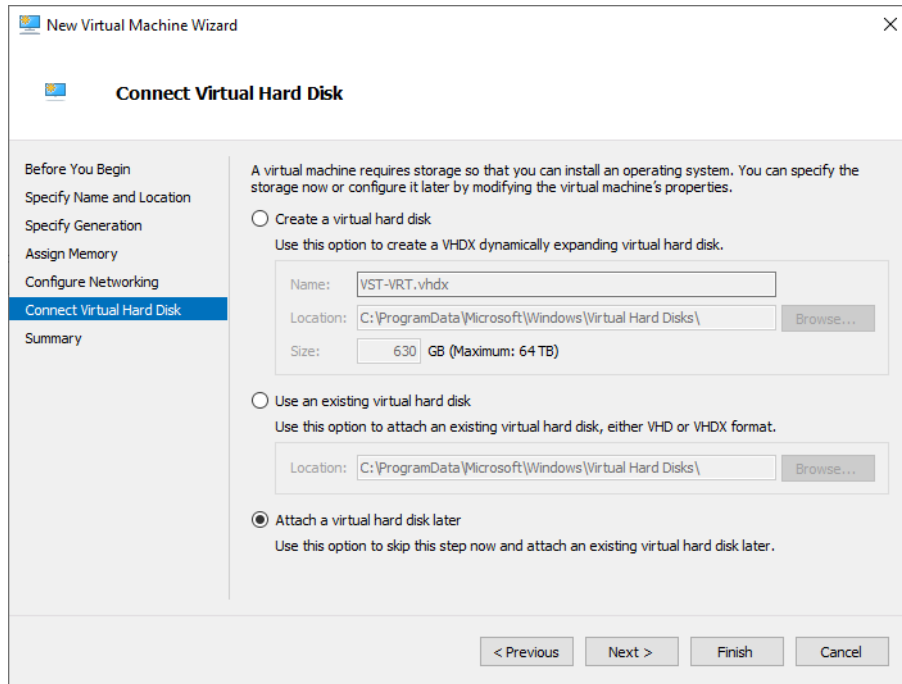 New Virtual Machine Wizard
Connect Virtual Hard Disk
Before You Begin
Specify Name and Location
Specify Generation
Assign Memory
Configure Networking
Connect Virtual Hard Disk
Summary
A virtual machine requires storage so that you can install an operating system. You can specify the
storage now or configure it later by modifying the virtual machine's properties.
Create a virtual hard disk
Use this option to create a VHDX dynamically expanding virtual hard disk.
Name: VST-VRT.vhdx
Location: C:\ProgramData\Microsoft\Windows\Virtual Hard Disks\ Browse...
Size: 630 GB (Maximum: 64 TB)
Use an existing virtual hard disk
Use this option to attach an existing virtual hard disk, either VHD or VHDX format.
Location: C:\ProgramData\Microsoft\Windows\Virtual Hard Disks\ Browse...
Attach a virtual hard disk later
Use this option to skip this step now and attach an existing virtual hard disk later.
< Previous Next > Finish Cancel